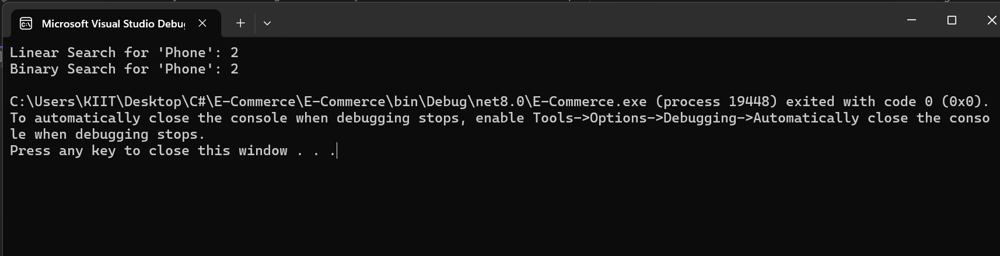 Microsoft Visual Studio Debu
Linear Search for 'Phone': 2
Binary Search for 'Phone': 2
C:\Users\KIIT\Desktop\C#\E-Commerce\E-Commerce\bin\Debug\net8.0\E-Commerce.exe (process 19448) exited with code 0 (0x0).
To automatically close the console when debugging stops, enable Tools->Options->Debugging->Automatically close the conso
le when debugging stops.
Press any key to close this window . . .